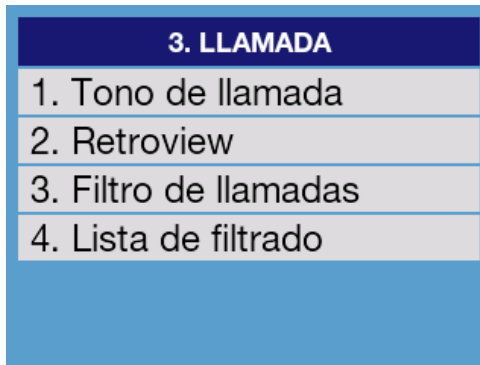 3. LLAMADA
1. Tono de llamada
2. Retroview
3. Filtro de llamadas
4. Lista de filtrado